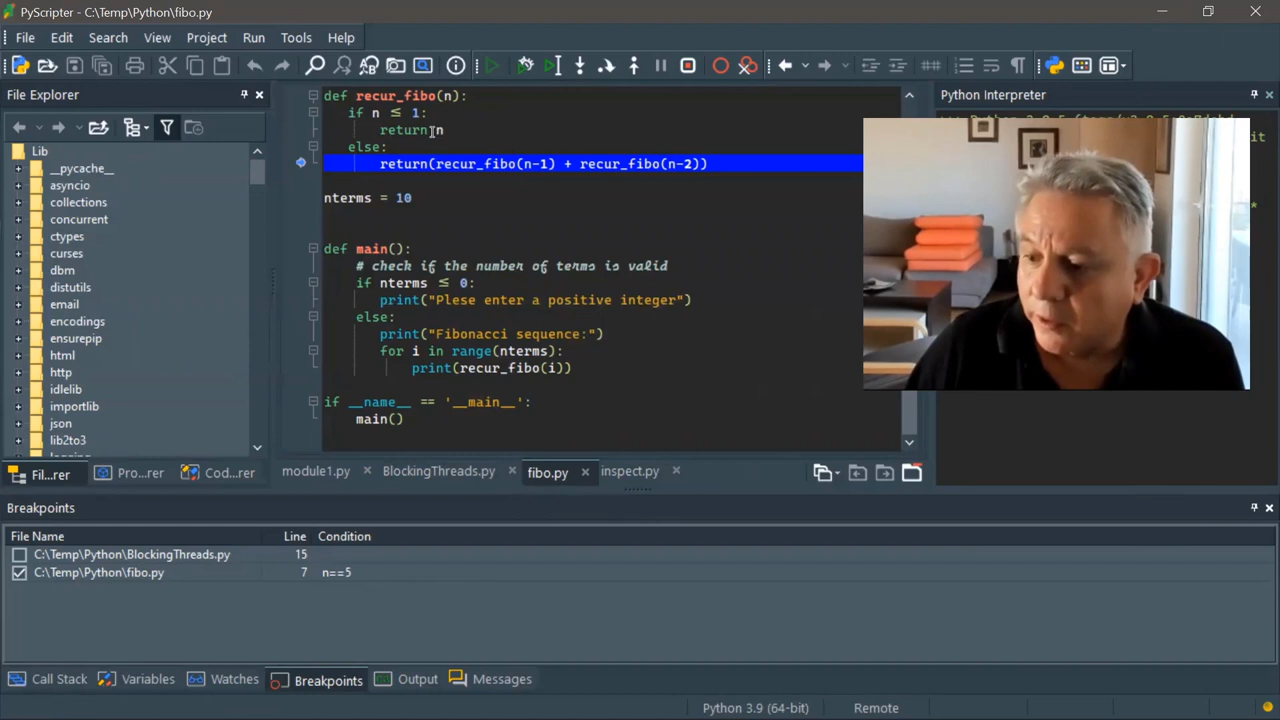 PyScripter - C:\Temp\Python\fibo.py
File Edit Search View Project Run Tools Help
File Explorer
Lib
__pycache__
asyncio
collections
concurrent
ctypes
curses
dbm
distutils
email
encodings
ensurepip
html
http
idlelib
importlib
json
lib2to3
Fil...rer Pro...rer Cod...rer
def recur_fibo(n):
if n ≤ 1:
return n
else:
return(recur_fibo(n-1) + recur_fibo(n-2))
nterms = 10
def main():
# check if the number of terms is valid
if nterms ≤ 0:
print("Plese enter a positive integer")
else:
print("Fibonacci sequence:")
for i in range(nterms):
print(recur_fibo(i))
if __name__ == '__main__':
main()
module1.py BlockingThreads.py fibo.py inspect.py
Python Interpreter
Breakpoints
File Name Line Condition
C:\Temp\Python\BlockingThreads.py 15
C:\Temp\Python\fibo.py 7 n==5
Call Stack Variables Watches Breakpoints Output Messages
Python 3.9 (64-bit) Remote